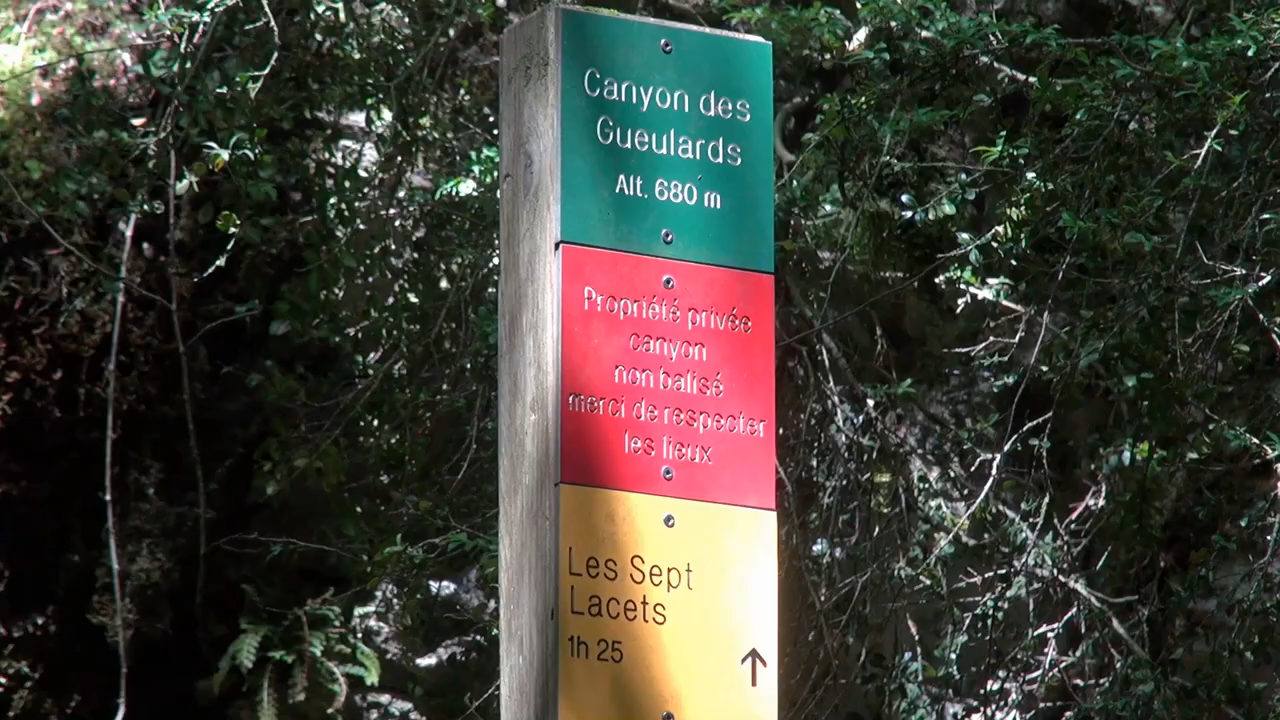 Canyon des
Gueulards
Alt. 680 m
Propriété privée
canyon
non balisé
merci de respecter
les lieux
Les Sept
Lacets
1h 25